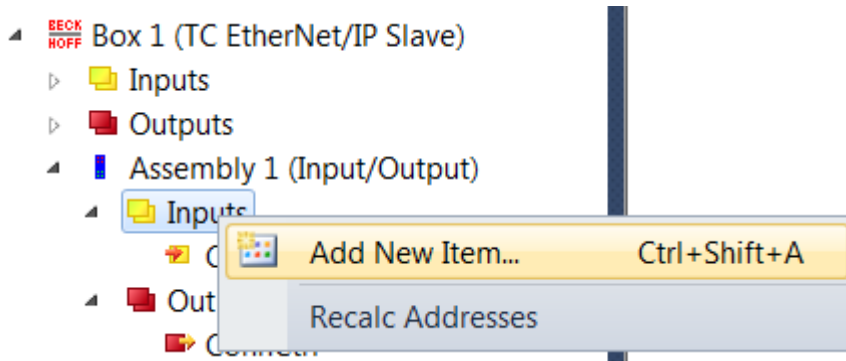 BECK
HOFF Box 1 (TC EtherNet/IP Slave)
Inputs
Outputs
Assembly 1 (Input/Output)
Inputs
Add New Item... Ctrl+Shift+A
Out
Recalc Addresses